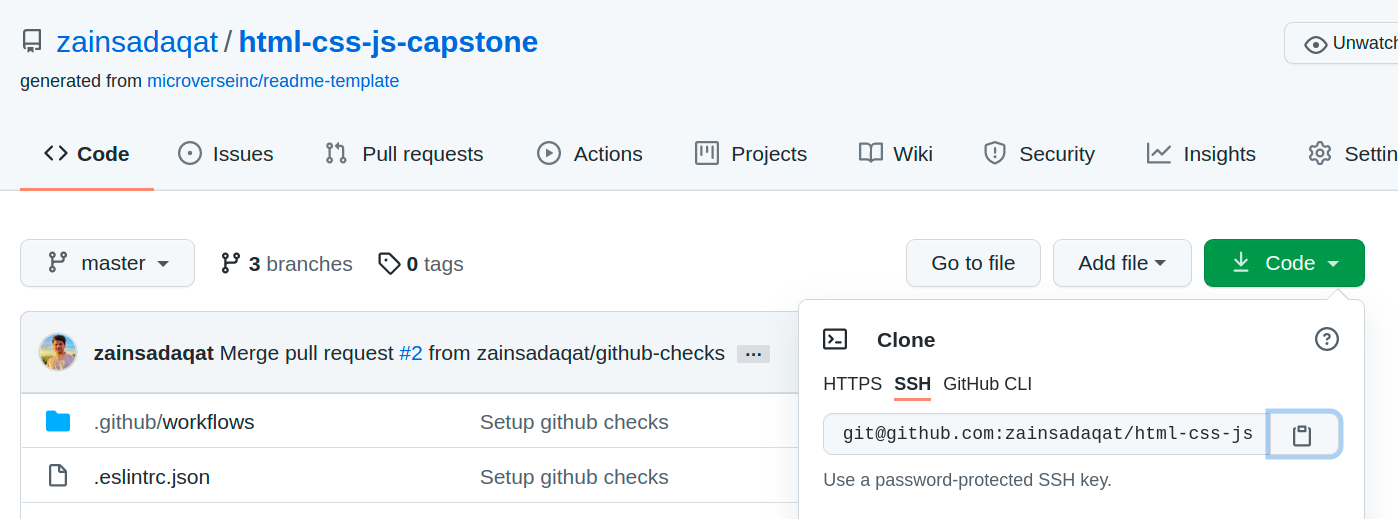 zainsadaqat / html-css-js-capstone
Unwatch
generated from microverseinc/readme-template
Code Issues Pull requests Actions Projects Wiki Security Insights Settin
master 3 branches 0 tags Go to file Add file Code
zainsadaqat Merge pull request #2 from zainsadaqat/github-checks ...
.github/workflows Setup github checks
.eslintrc.json Setup github checks
Clone
HTTPS SSH GitHub CLI
git@github.com:zainsadaqat/html-css-js
Use a password-protected SSH key.